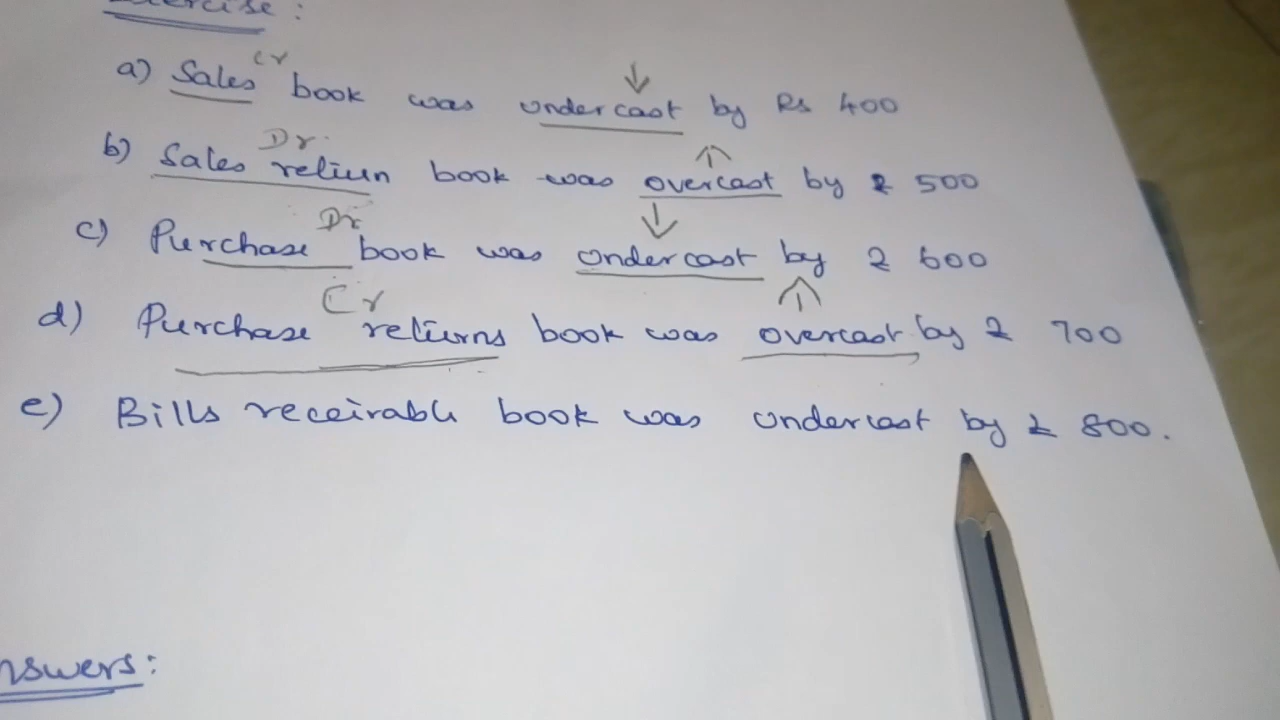 Exercise:
Cr
a) Sales book was undercast by Rs 400
Dr.
b) Sales return book was overcast by ₹ 500
Dr
c) Purchase book was undercast by ₹ 600
Cr
d) Purchase returns book was overcast by ₹ 700
e) Bills receivable book was undercast by ₹ 800.
nswers: